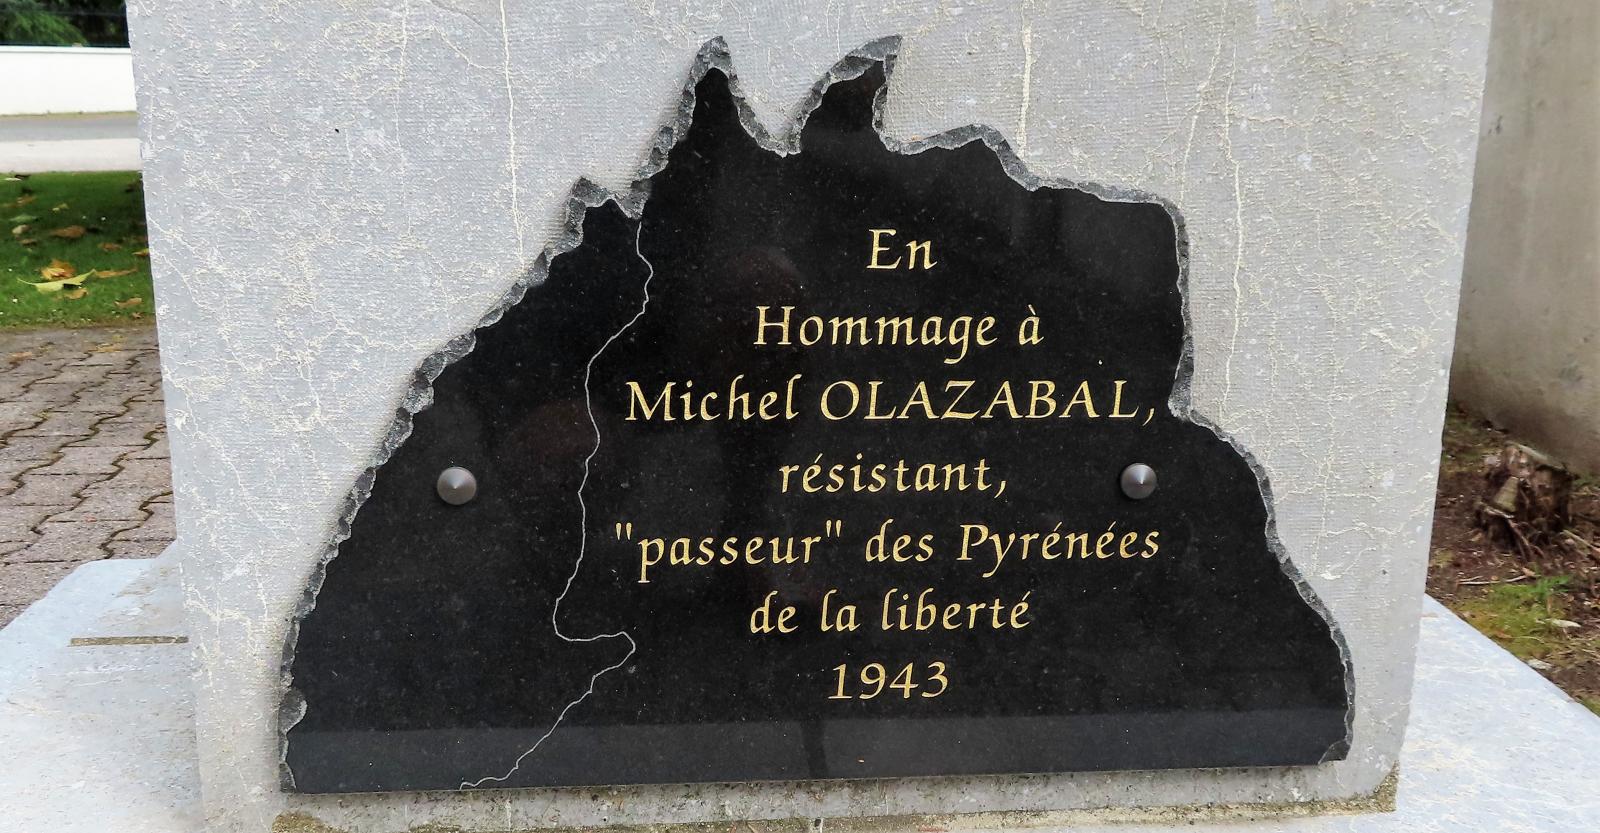 En
Hommage à
Michel OLAZABAL,
résistant,
"passeur" des Pyrénées
de la liberté
1943